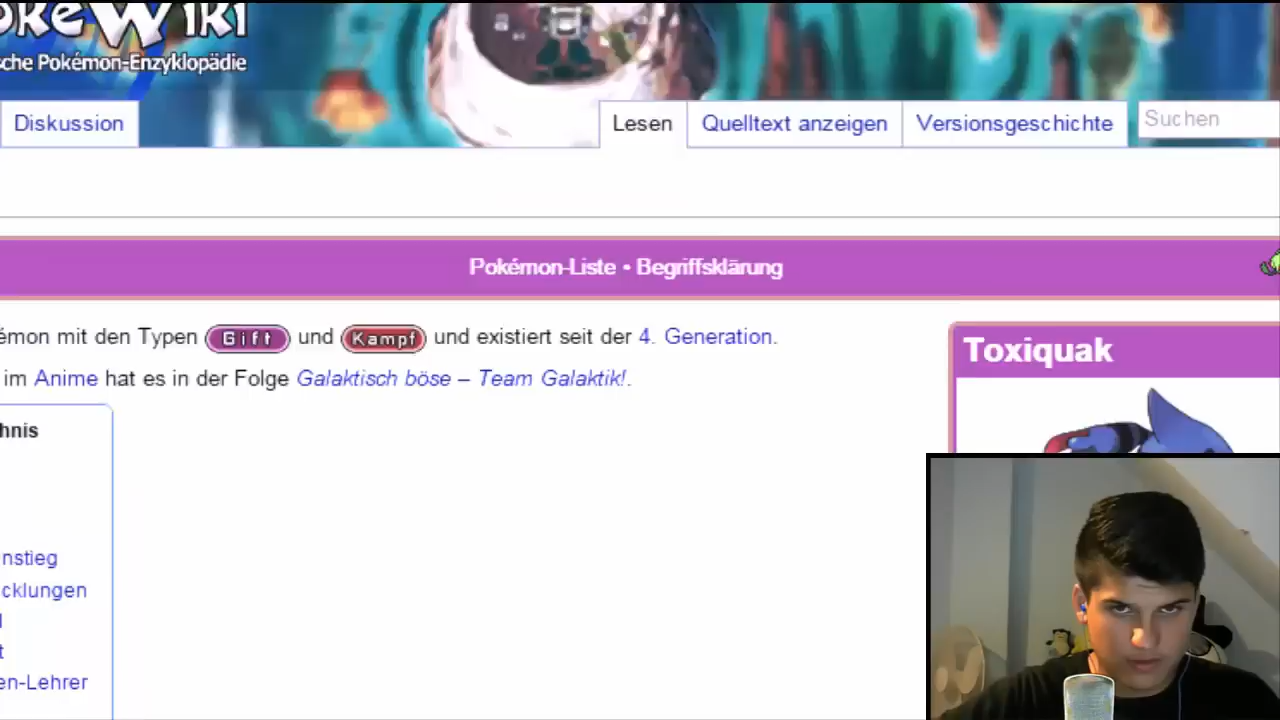 okéWiki
sche Pokémon-Enzyklopädie
Diskussion
Lesen
Quelltext anzeigen
Versionsgeschichte
Suchen
Pokémon-Liste • Begriffsklärung
émon mit den Typen Gift und Kampf und existiert seit der 4. Generation.
im Anime hat es in der Folge Galaktisch böse – Team Galaktik!.
Toxiquak
hnis
nstieg
cklungen
l
t
en-Lehrer